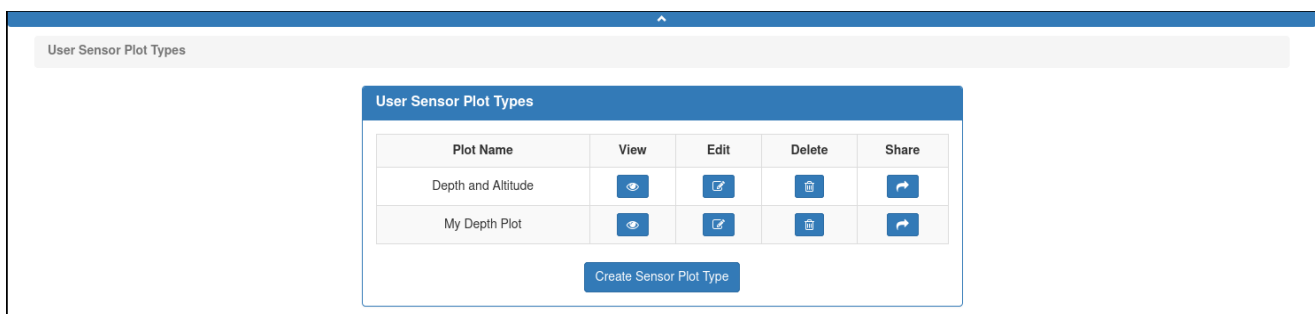 User Sensor Plot Types
User Sensor Plot Types
Plot Name View Edit Delete Share
Depth and Altitude
My Depth Plot
Create Sensor Plot Type